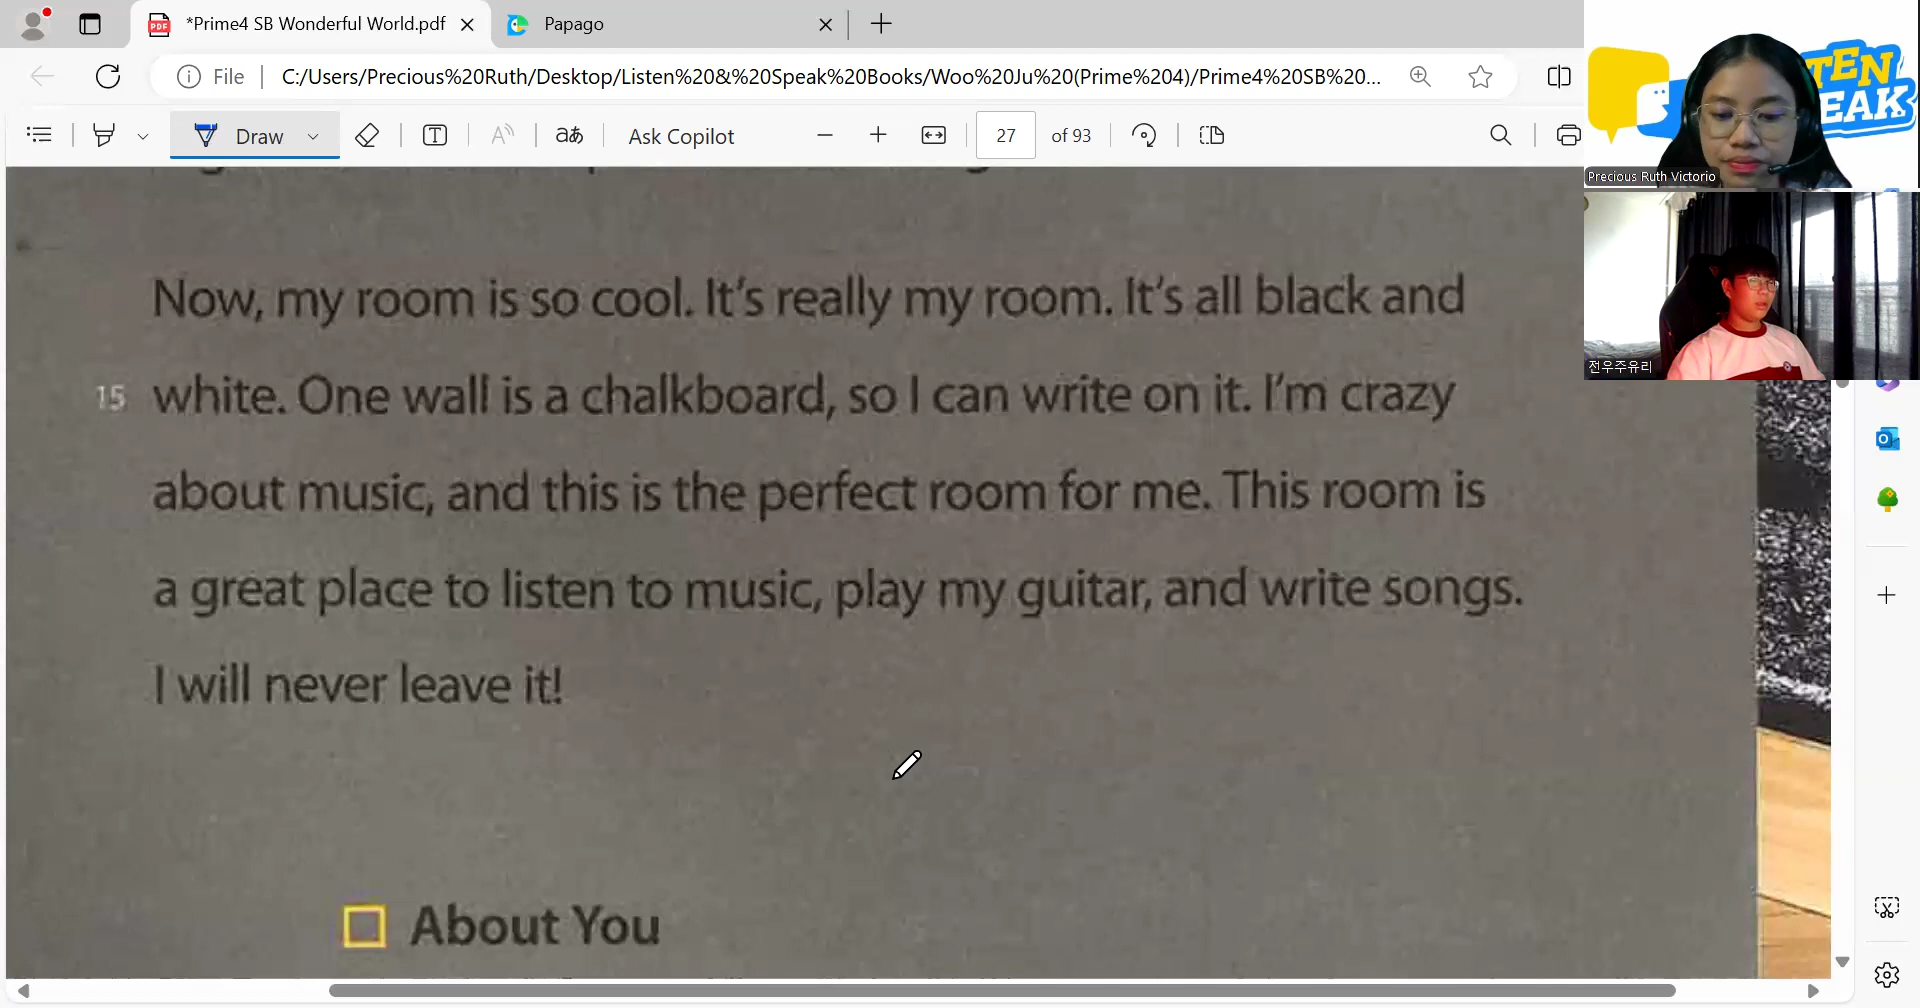 *Prime4 SB Wonderful World.pdf
Papago
File
C:/Users/Precious%20Ruth/Desktop/Listen%20&%20Speak%20Books/Woo%20Ju%20(Prime%204)/Prime4%20SB%20...
Draw
T
aあ
Ask Copilot
27 of 93
TEN
EAK
Precious Ruth Victorio
전우주유리
Now, my room is so cool. It's really my room. It's all black and
15 white. One wall is a chalkboard, so I can write on it. I'm crazy
about music, and this is the perfect room for me. This room is
a great place to listen to music, play my guitar, and write songs.
I will never leave it!
About You